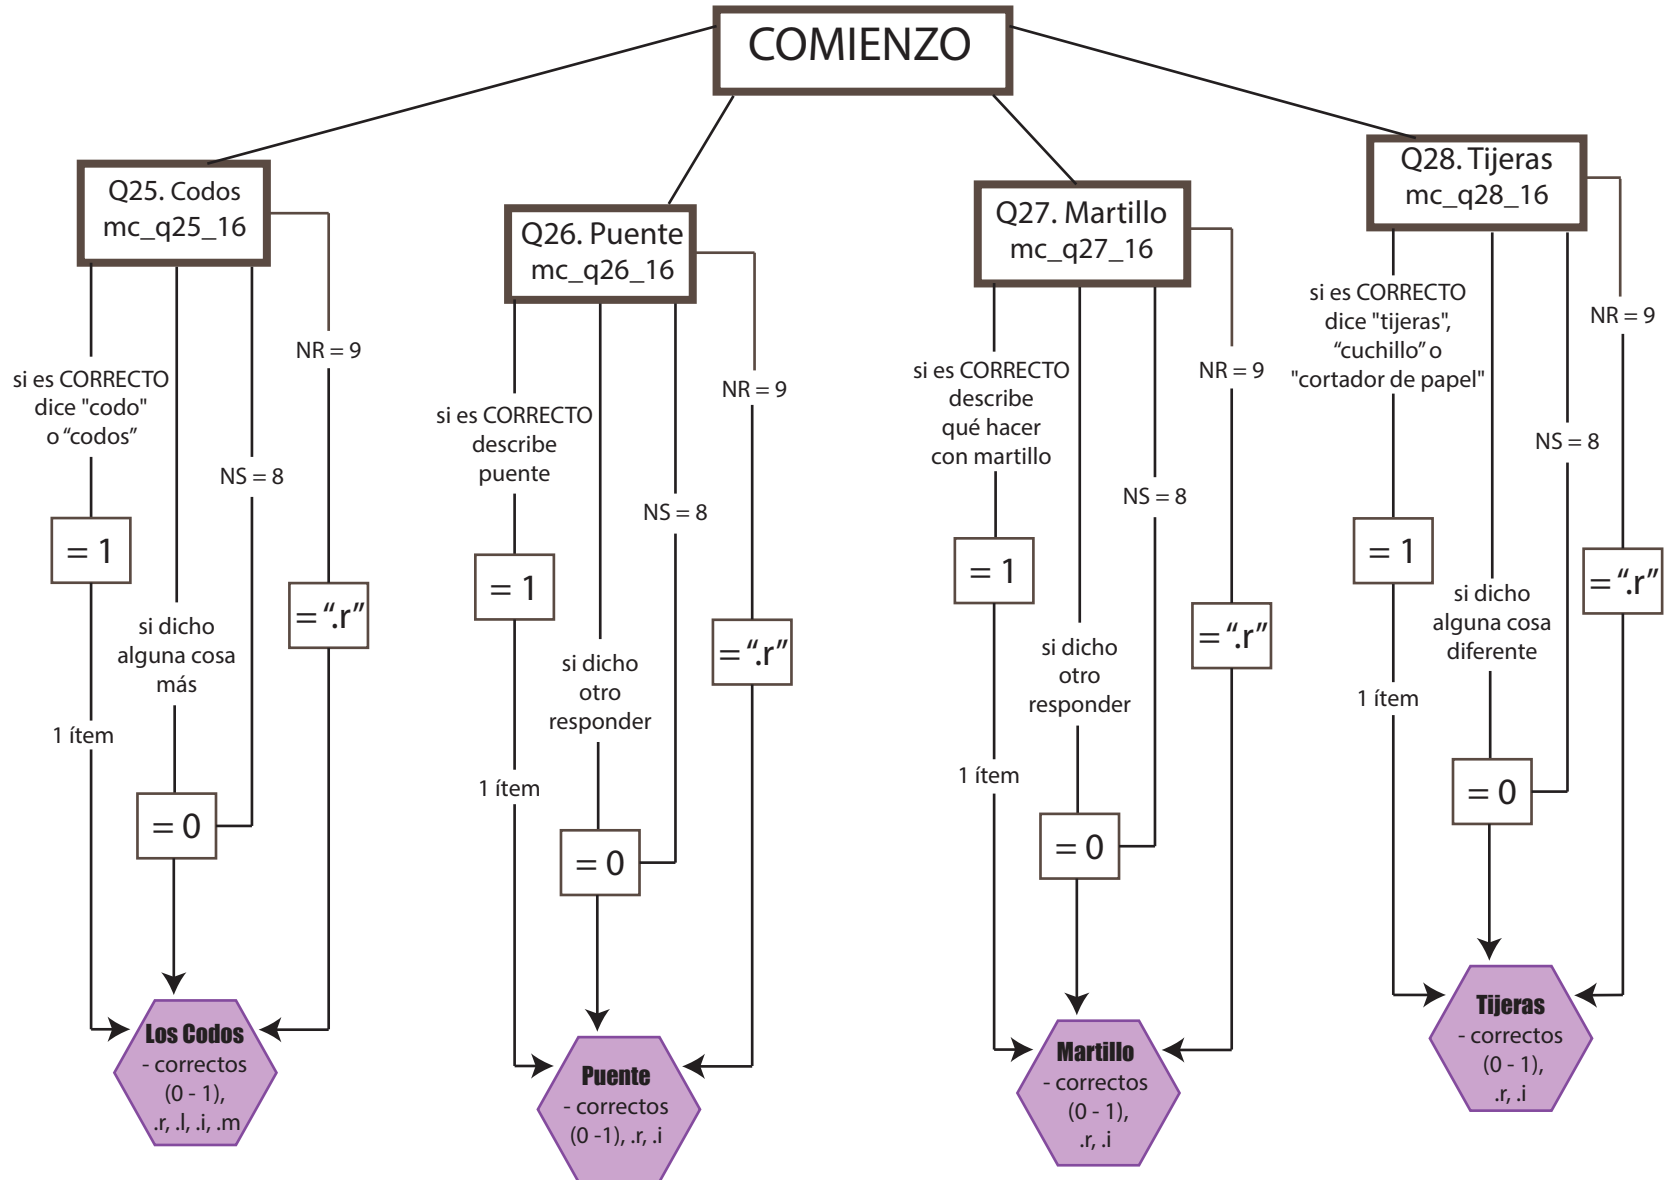 COMIENZO
Q25. Codos
mc_q25_16
si es CORRECTO
dice "codo"
o “codos”
= 1
1 ítem
si dicho
alguna cosa
más
= 0
NS = 8
NR = 9
= “.r”
Los Codos
- correctos
(0 - 1),
.r, .l, .i, .m
Q26. Puente
mc_q26_16
si es CORRECTO
describe
puente
= 1
1 ítem
si dicho
otro
responder
= 0
NS = 8
NR = 9
= “.r”
Puente
- correctos
(0 -1), .r, .i
Q27. Martillo
mc_q27_16
si es CORRECTO
describe
qué hacer
con martillo
= 1
1 ítem
si dicho
otro
responder
= 0
NS = 8
NR = 9
= “.r”
Martillo
- correctos
(0 - 1),
.r, .i
Q28. Tijeras
mc_q28_16
si es CORRECTO
dice "tijeras",
“cuchillo” o
"cortador de papel"
= 1
1 ítem
si dicho
alguna cosa
diferente
= 0
NS = 8
NR = 9
= “.r”
Tijeras
- correctos
(0 - 1),
.r, .i